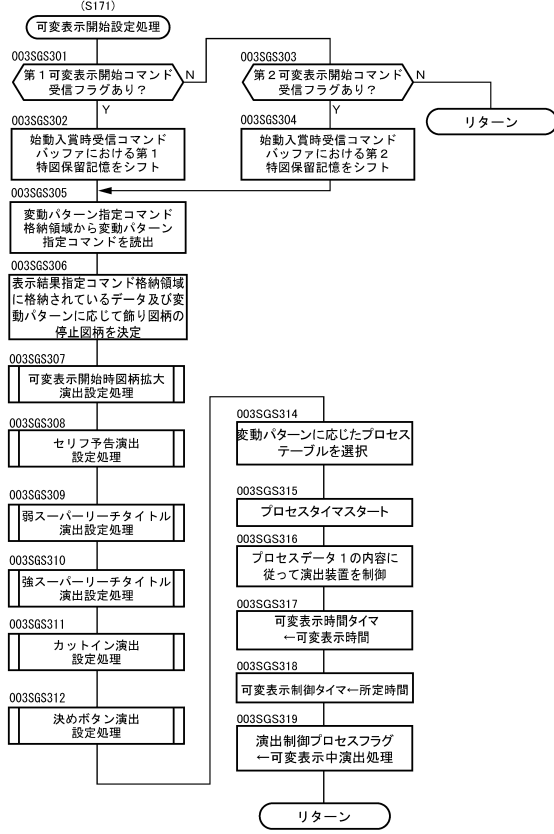 (S171)
可変表示開始設定処理
003SGS301
第１可変表示開始コマンド
受信フラグあり？
N
Y
003SGS303
第２可変表示開始コマンド
受信フラグあり？
N
Y
リターン
003SGS302
始動入賞時受信コマンド
バッファにおける第１
特図保留記憶をシフト
003SGS304
始動入賞時受信コマンド
バッファにおける第２
特図保留記憶をシフト
003SGS305
変動パターン指定コマンド
格納領域から変動パターン
指定コマンドを読出
003SGS306
表示結果指定コマンド格納領域
に格納されているデータ及び変
動パターンに応じて飾り図柄の
停止図柄を決定
003SGS307
可変表示開始時図柄拡大
演出設定処理
003SGS308
セリフ予告演出
設定処理
003SGS309
弱スーパーリーチタイトル
演出設定処理
003SGS310
強スーパーリーチタイトル
演出設定処理
003SGS311
カットイン演出
設定処理
003SGS312
決めボタン演出
設定処理
003SGS314
変動パターンに応じたプロセス
テーブルを選択
003SGS315
プロセスタイマスタート
003SGS316
プロセスデータ１の内容に
従って演出装置を制御
003SGS317
可変表示時間タイマ
←可変表示時間
003SGS318
可変表示制御タイマ←所定時間
003SGS319
演出制御プロセスフラグ
←可変表示中演出処理
リターン